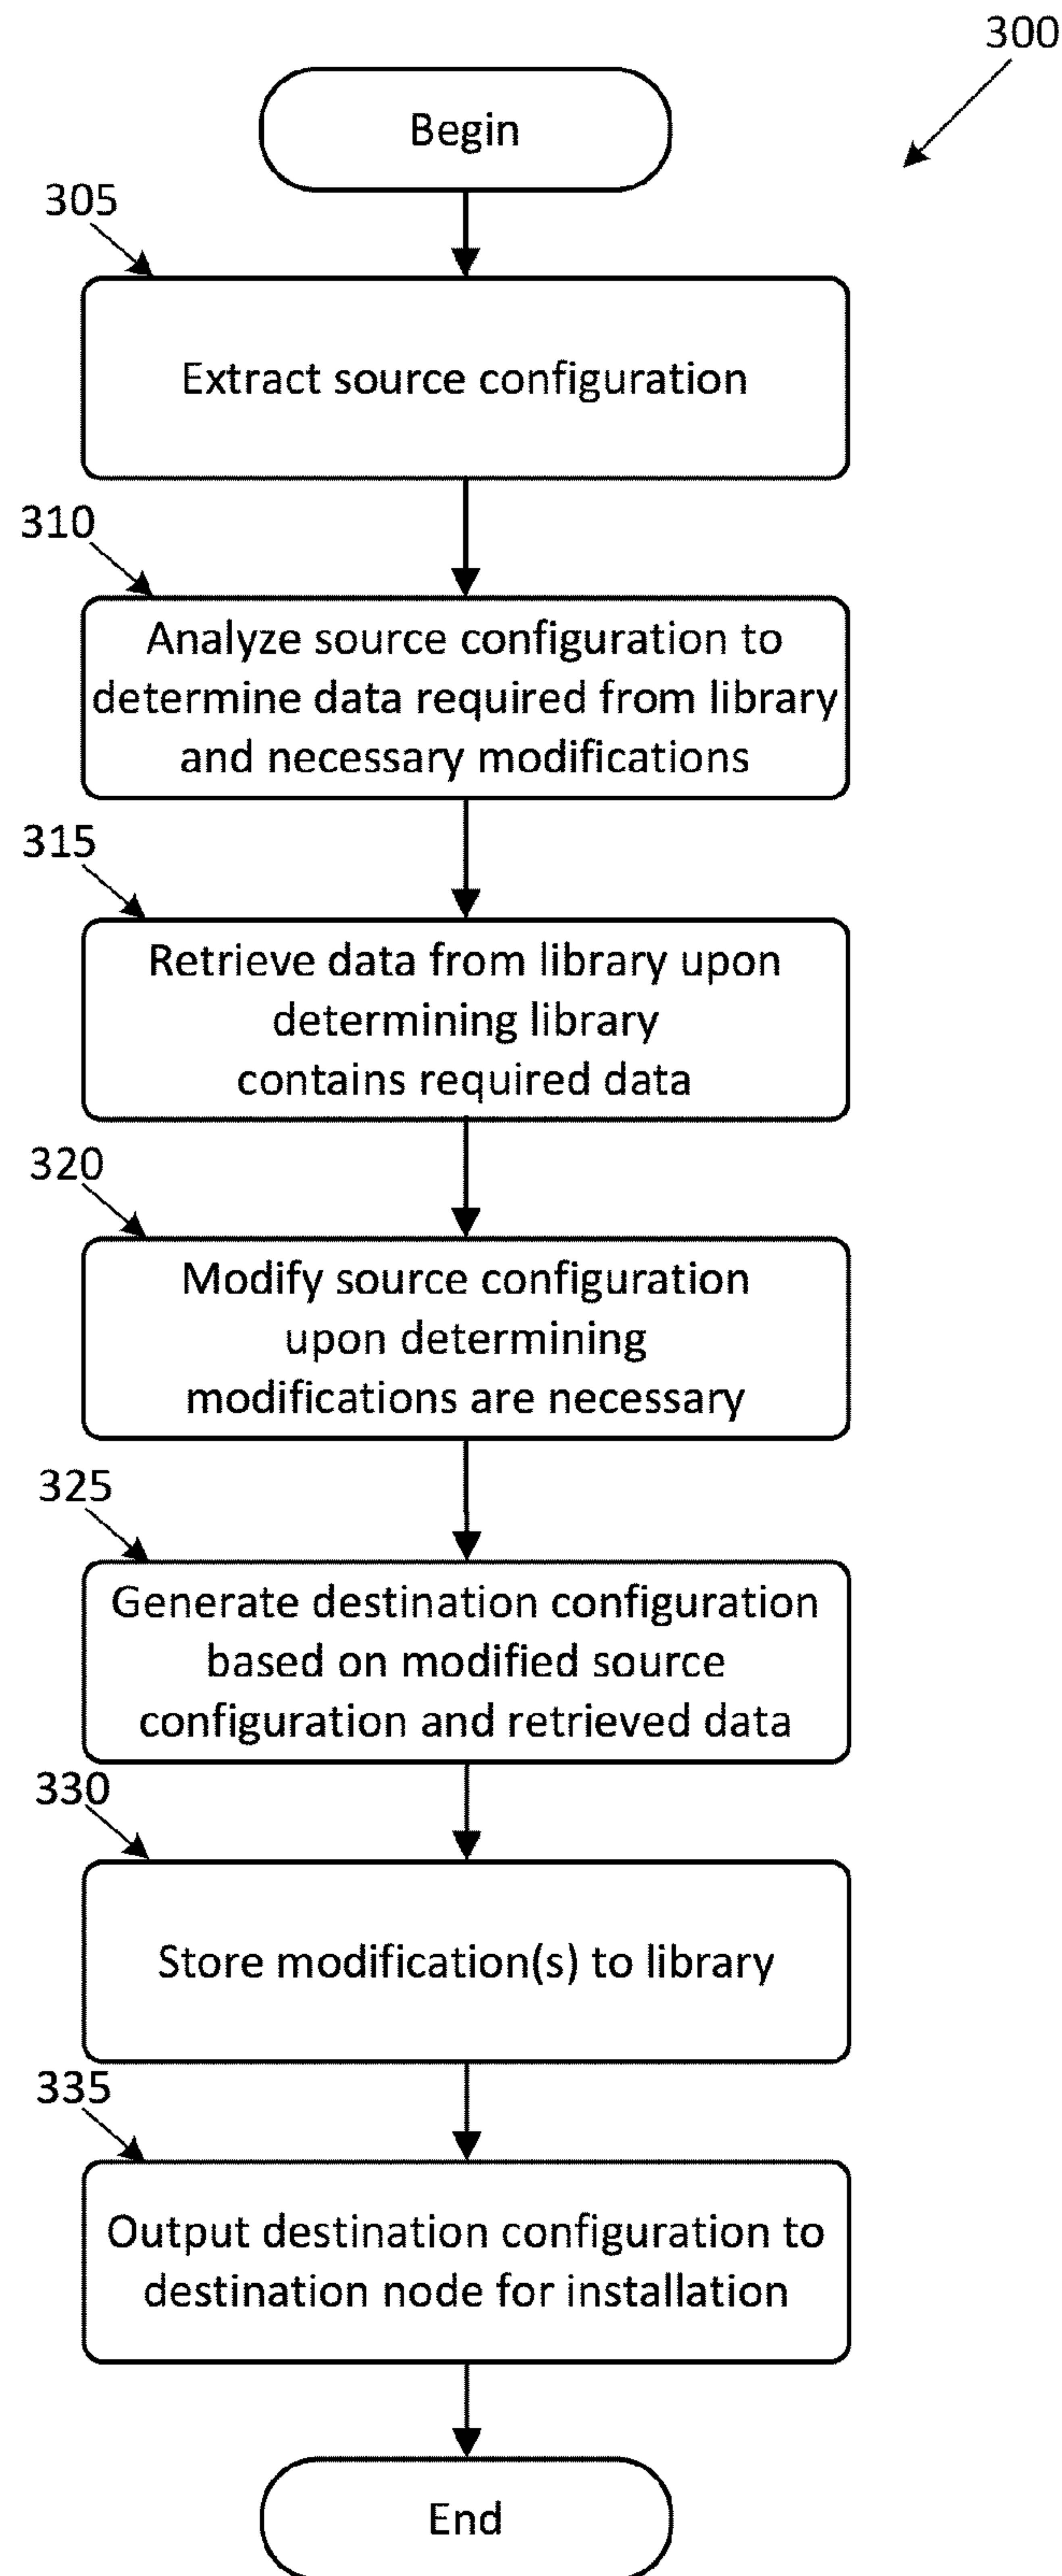 300
Begin
305
Extract source configuration
310
Analyze source configuration to
determine data required from library
and necessary modifications
315
Retrieve data from library upon
determining library
contains required data
320
Modify source configuration
upon determining
modifications are necessary
325
Generate destination configuration
based on modified source
configuration and retrieved data
330
Store modification(s) to library
335
Output destination configuration to
destination node for installation
End